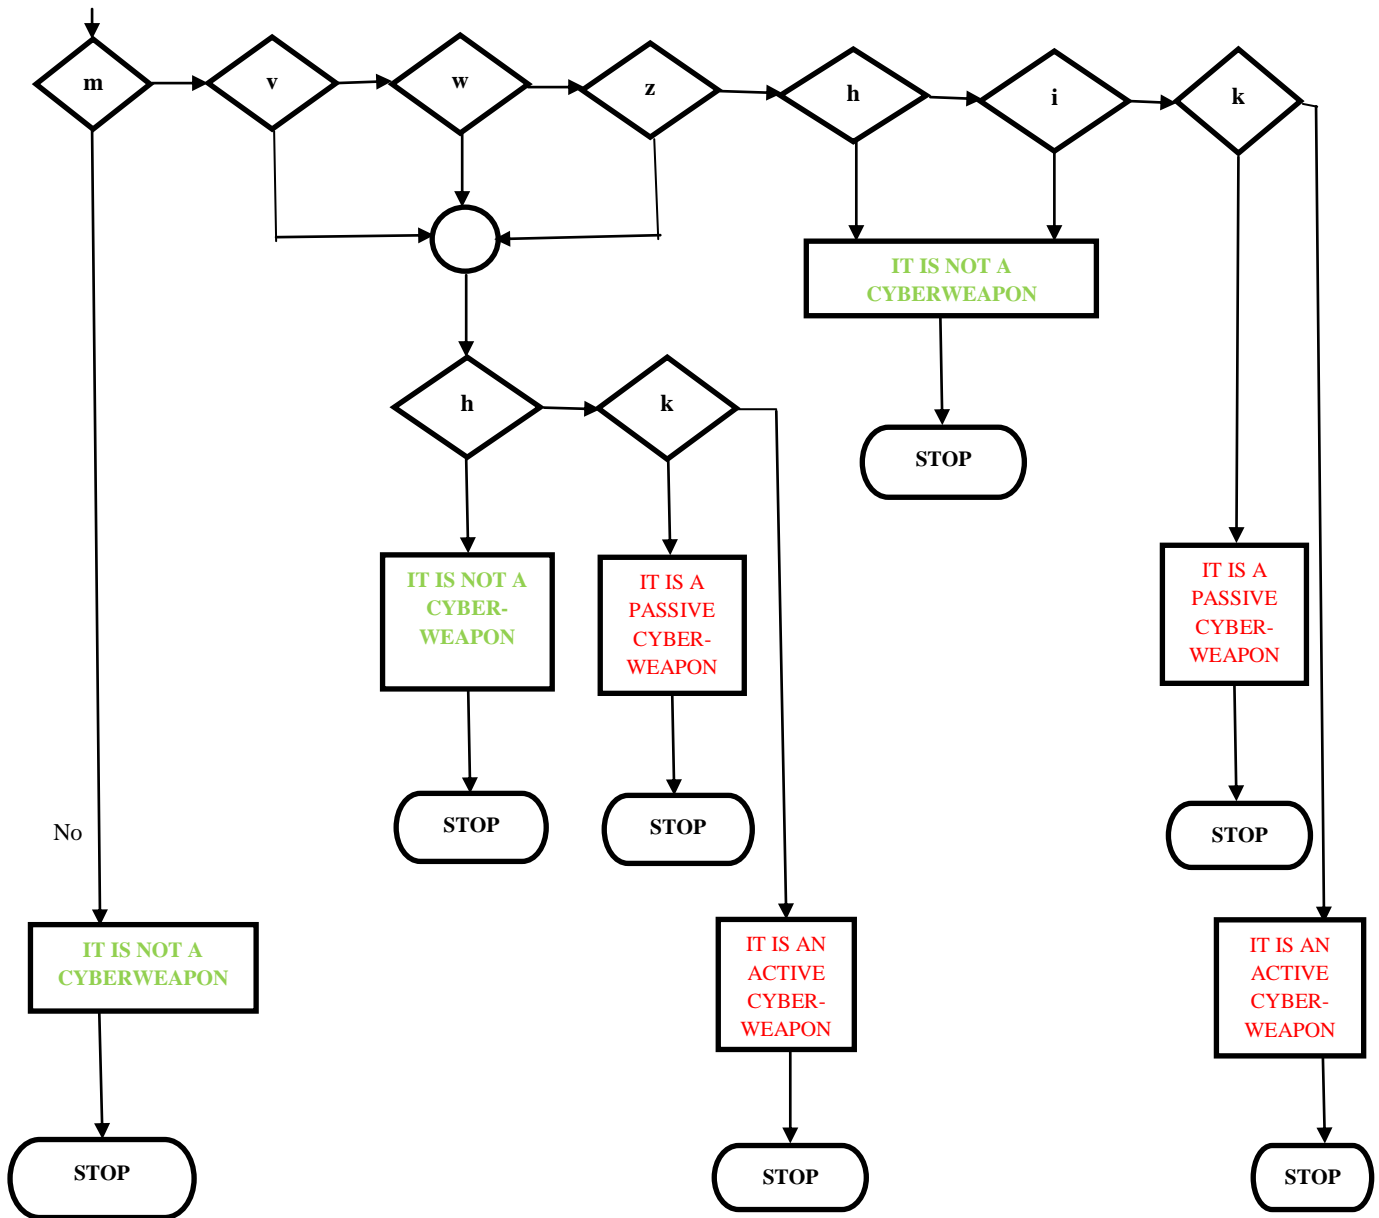 m
v
w
z
h
i
k
IT IS NOT A
CYBERWEAPON
h
k
STOP
IT IS NOT A
CYBER-
WEAPON
IT IS A
PASSIVE
CYBER-
WEAPON
IT IS A
PASSIVE
CYBER-
WEAPON
STOP
STOP
STOP
No
IT IS NOT A
CYBERWEAPON
IT IS AN
ACTIVE
CYBER-
WEAPON
IT IS AN
ACTIVE
CYBER-
WEAPON
STOP
STOP
STOP